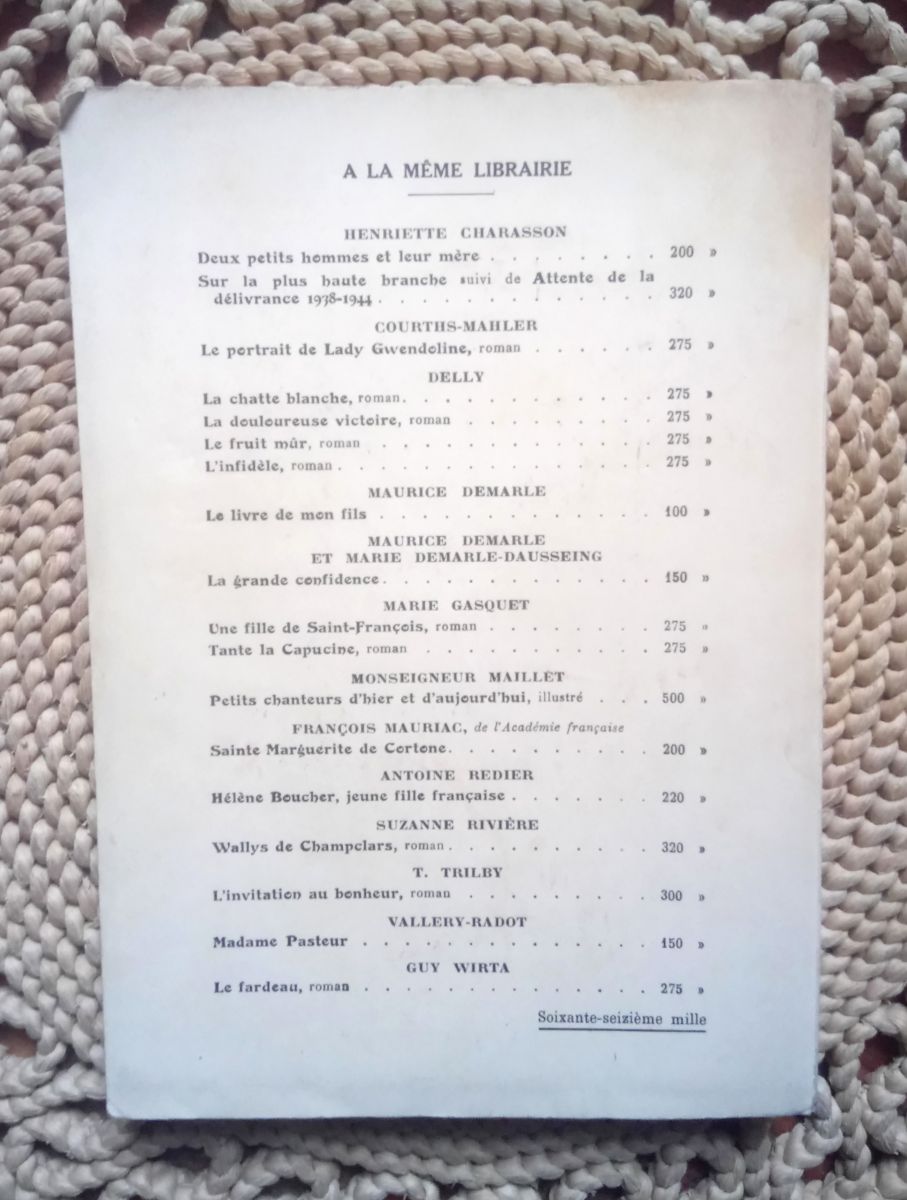 A LA MÊME LIBRAIRIE
HENRIETTE CHARASSON
Deux petits hommes et leur mère . . . . . . . . 200 »
Sur la plus haute branche suivi de Attente de la
délivrance 1938-1944 . . . . . . . . . . . . . 320 »
COURTHS-MAHLER
Le portrait de Lady Gwendoline, roman . . . . . . 275 »
DELLY
La chatte blanche, roman . . . . . . . . . . . . 275 »
La douloureuse victoire, roman . . . . . . . . . 275 »
Le fruit mûr, roman . . . . . . . . . . . . . 275 »
L'infidèle, roman . . . . . . . . . . . . . . . 275 »
MAURICE DEMARLE
Le livre de mon fils . . . . . . . . . . . . . 100 »
MAURICE DEMARLE
ET MARIE DEMARLE-DAUSSEING
La grande confidence . . . . . . . . . . . . . 150 »
MARIE GASQUET
Une fille de Saint-François, roman . . . . . . . . 275 »
Tante la Capucine, roman . . . . . . . . . . . 275 »
MONSEIGNEUR MAILLET
Petits chanteurs d'hier et d'aujourd'hui, illustré . . . 500 »
FRANÇOIS MAURIAC, de l'Académie française
Sainte Marguerite de Cortone . . . . . . . . . . 200 »
ANTOINE REDIER
Hélène Boucher, jeune fille française . . . . . . . 220 »
SUZANNE RIVIÈRE
Wallys de Champclars, roman . . . . . . . . . . 320 »
T. TRILBY
L'invitation au bonheur, roman . . . . . . . . . 300 »
VALLERY-RADOT
Madame Pasteur . . . . . . . . . . . . . . 150 »
GUY WIRTA
Le fardeau, roman . . . . . . . . . . . . . . 275 »
Soixante-seizième mille